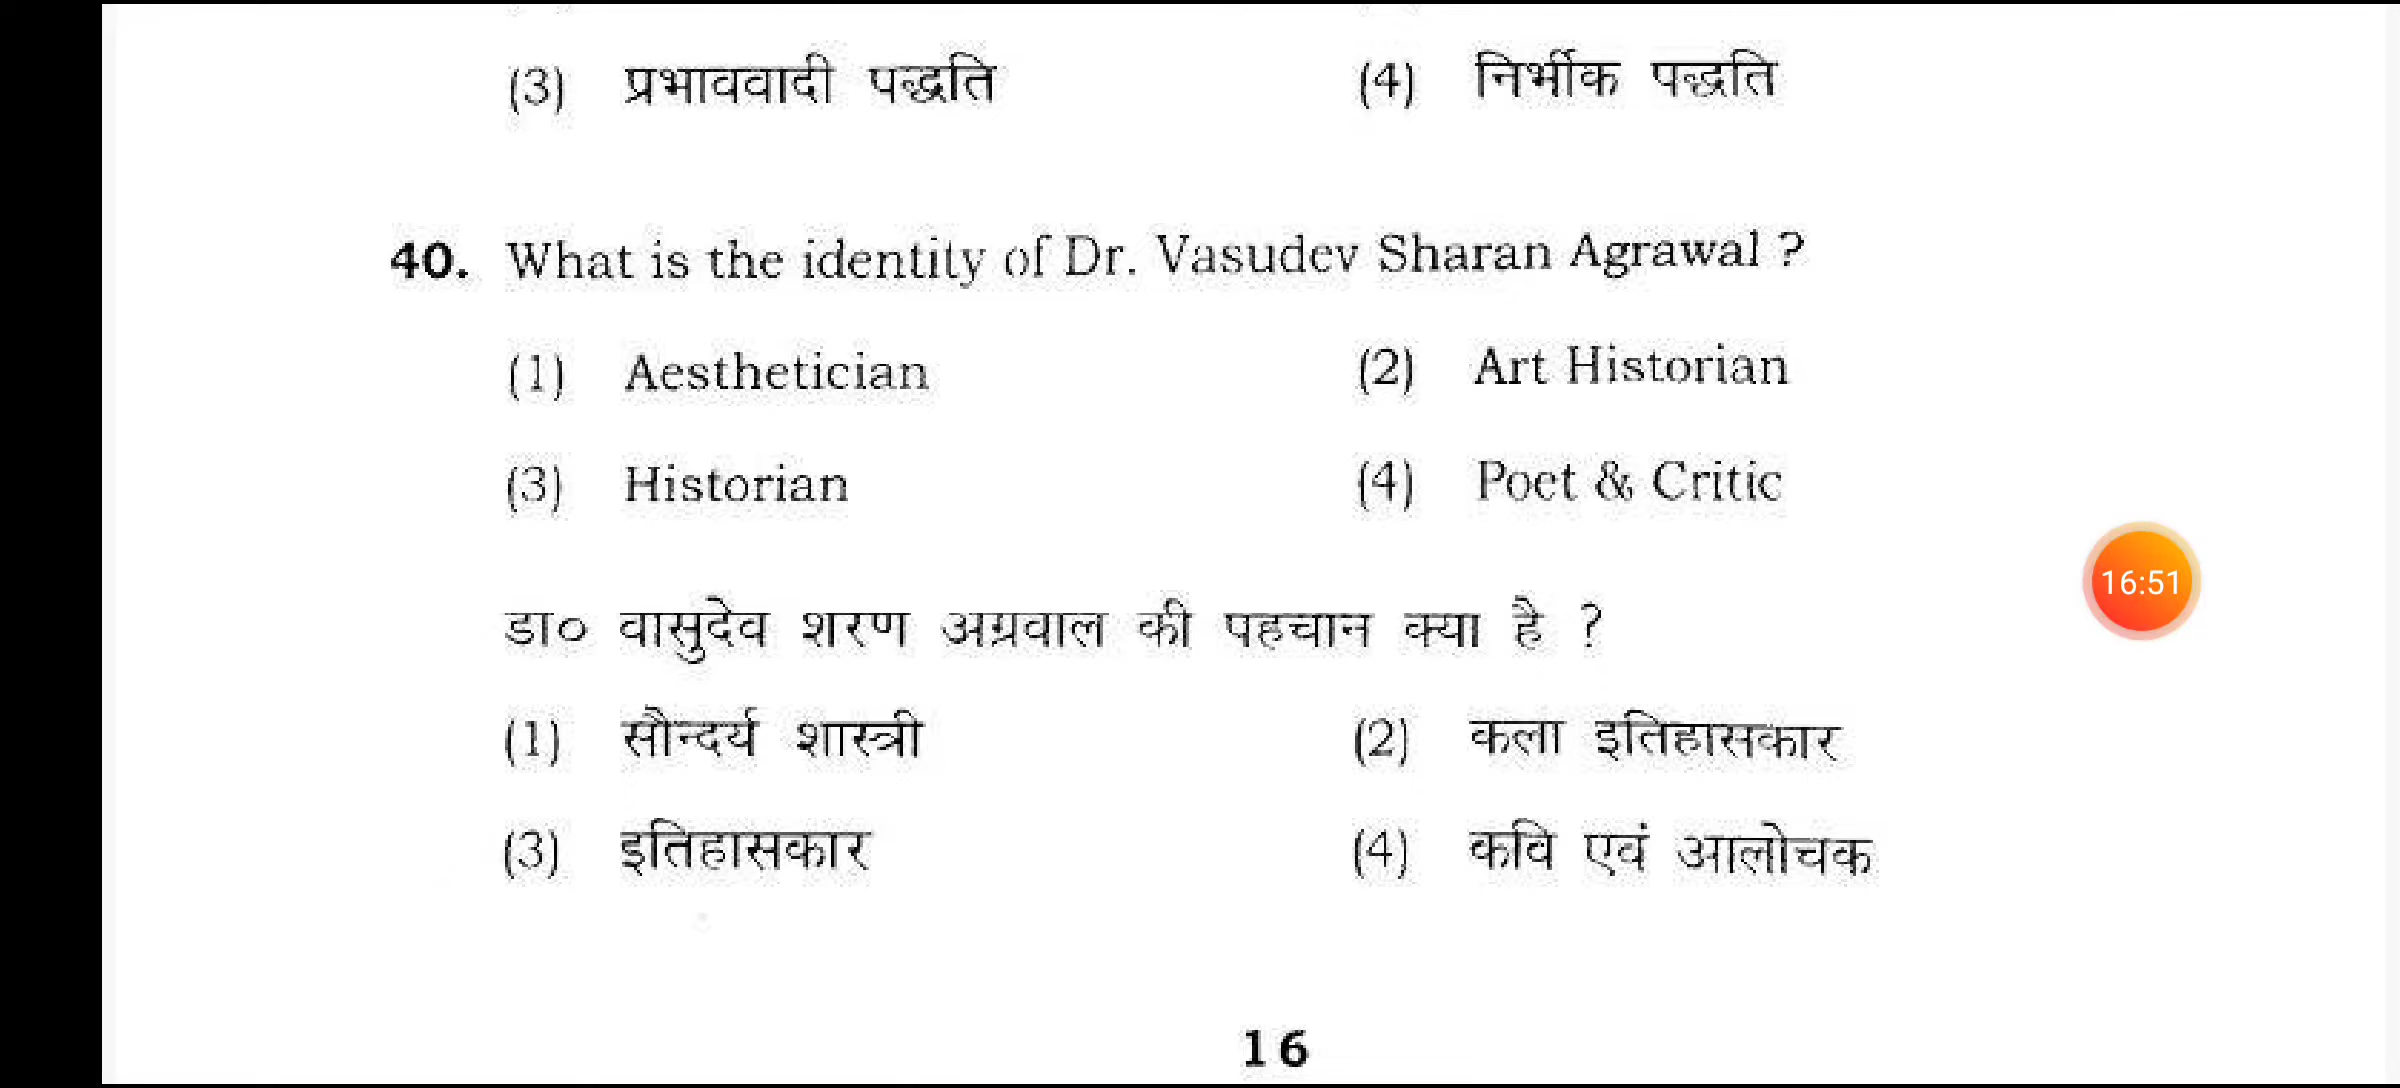 (3) प्रभाववादी पद्धति (4) निर्भीक पद्धति
40. What is the identity of Dr. Vasudev Sharan Agrawal ?
(1) Aesthetician (2) Art Historian
(3) Historian (4) Poet & Critic
16:51
डा० वासुदेव शरण अग्रवाल की पहचान क्या है ?
(1) सौन्दर्य शास्त्री (2) कला इतिहासकार
(3) इतिहासकार (4) कवि एवं आलोचक
16